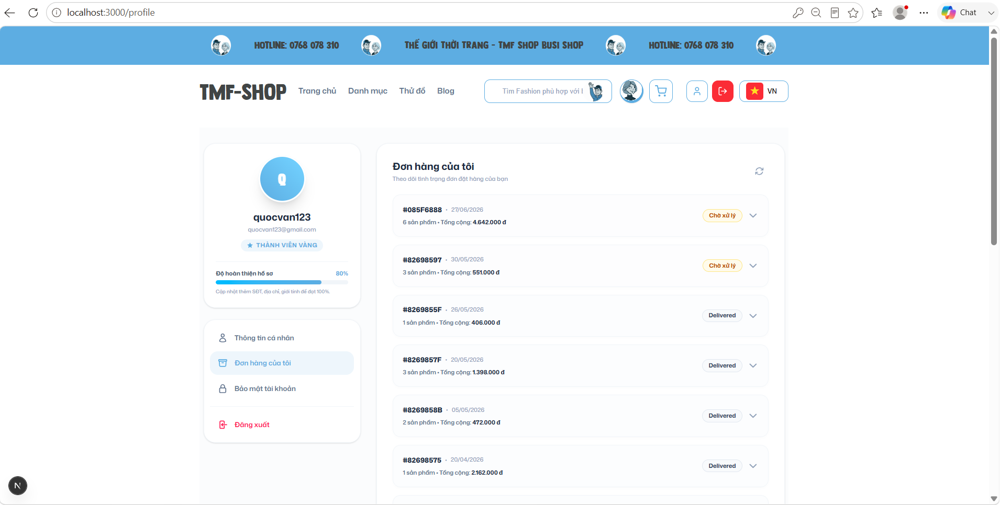 localhost:3000/profile
Chat
HOTLINE: 0768 078 310
THẾ GIỚI THỜI TRANG - TMF SHOP BUSI SHOP
HOTLINE: 0768 078 310
TMF-SHOP
Trang chủ
Danh mục
Thử đồ
Blog
Tìm Fashion phù hợp với l
VN
Q
quocvan123
quocvan123@gmail.com
★ THÀNH VIÊN VÀNG
Độ hoàn thiện hồ sơ 80%
Cập nhật thêm SĐT, địa chỉ, giới tính để đạt 100%.
Thông tin cá nhân
Đơn hàng của tôi
Bảo mật tài khoản
Đăng xuất
Đơn hàng của tôi
Theo dõi tình trạng đơn đặt hàng của bạn
#085F6888 • 27/06/2026
6 sản phẩm • Tổng cộng: 4.642.000 đ
Chờ xử lý
#82698597 • 30/05/2026
3 sản phẩm • Tổng cộng: 551.000 đ
Chờ xử lý
#8269855F • 26/05/2026
1 sản phẩm • Tổng cộng: 406.000 đ
Delivered
#8269857F • 20/05/2026
3 sản phẩm • Tổng cộng: 1.398.000 đ
Delivered
#8269858B • 05/05/2026
2 sản phẩm • Tổng cộng: 472.000 đ
Delivered
#82698575 • 20/04/2026
1 sản phẩm • Tổng cộng: 2.162.000 đ
Delivered
N